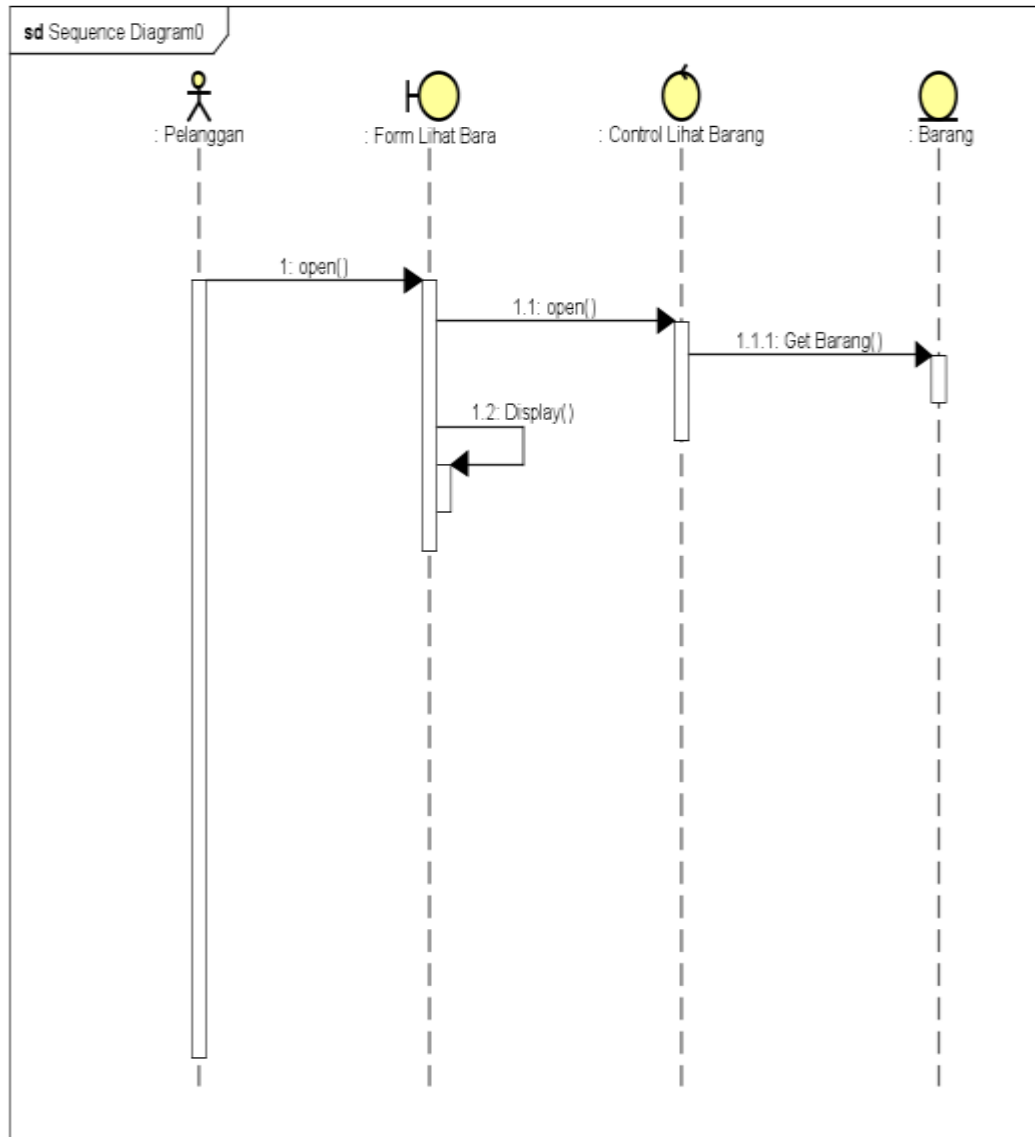 sd Sequence Diagram0
: Pelanggan
: Form Lihat Bara
: Control Lihat Barang
: Barang
1: open()
1.1: open()
1.1.1: Get Barang()
1.2: Display()